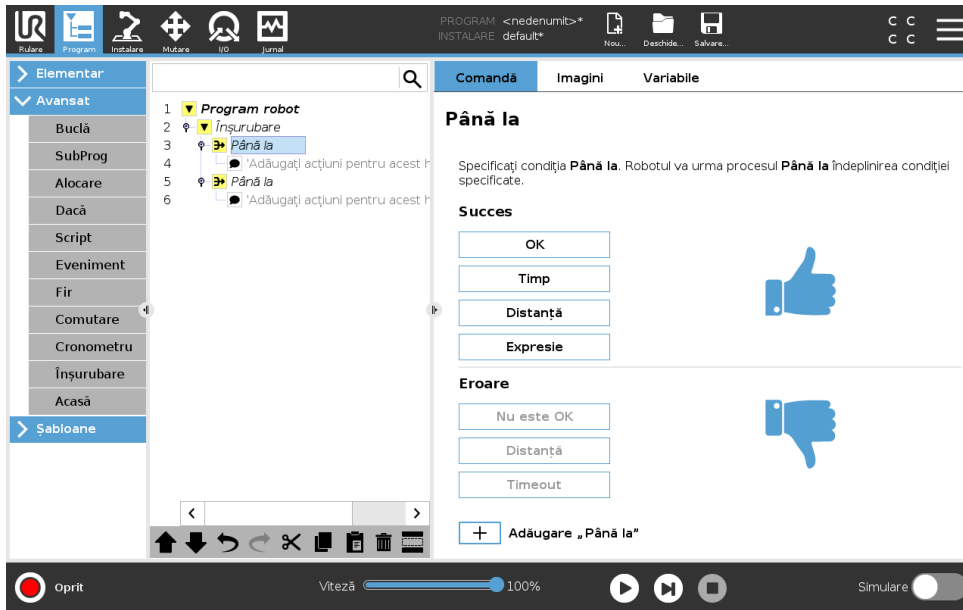 UR
PROGRAM <nedenumit>*
INSTALARE default*
C C
C C
Rulare
Program
Instalare
Mutare
I/O
Jurnal
Nou...
Deschide...
Salvare...
Elementar
Avansat
Buclă
SubProg
Alocare
Dacă
Script
Eveniment
Fir
Comutare
Cronometru
Înșurubare
Acasă
Șabloane
1 Program robot
2 Înșurubare
3 Până la
4 'Adăugați acțiuni pentru acest h
5 Până la
6 'Adăugați acțiuni pentru acest h
Comandă Imagini Variabile
Până la
Specificați condiția Până la. Robotul va urma procesul Până la îndeplinirea condiției
specificate.
Succes
OK
Timp
Distanță
Expresie
Eroare
Nu este OK
Distanță
Timeout
+ Adăugare „Până la”
Oprit
Viteză 100%
Simulare